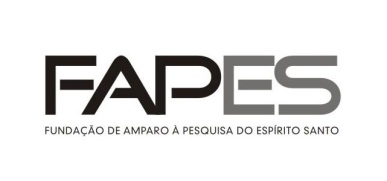 FAPES
FUNDAÇÃO DE AMPARO À PESQUISA DO ESPÍRITO SANTO